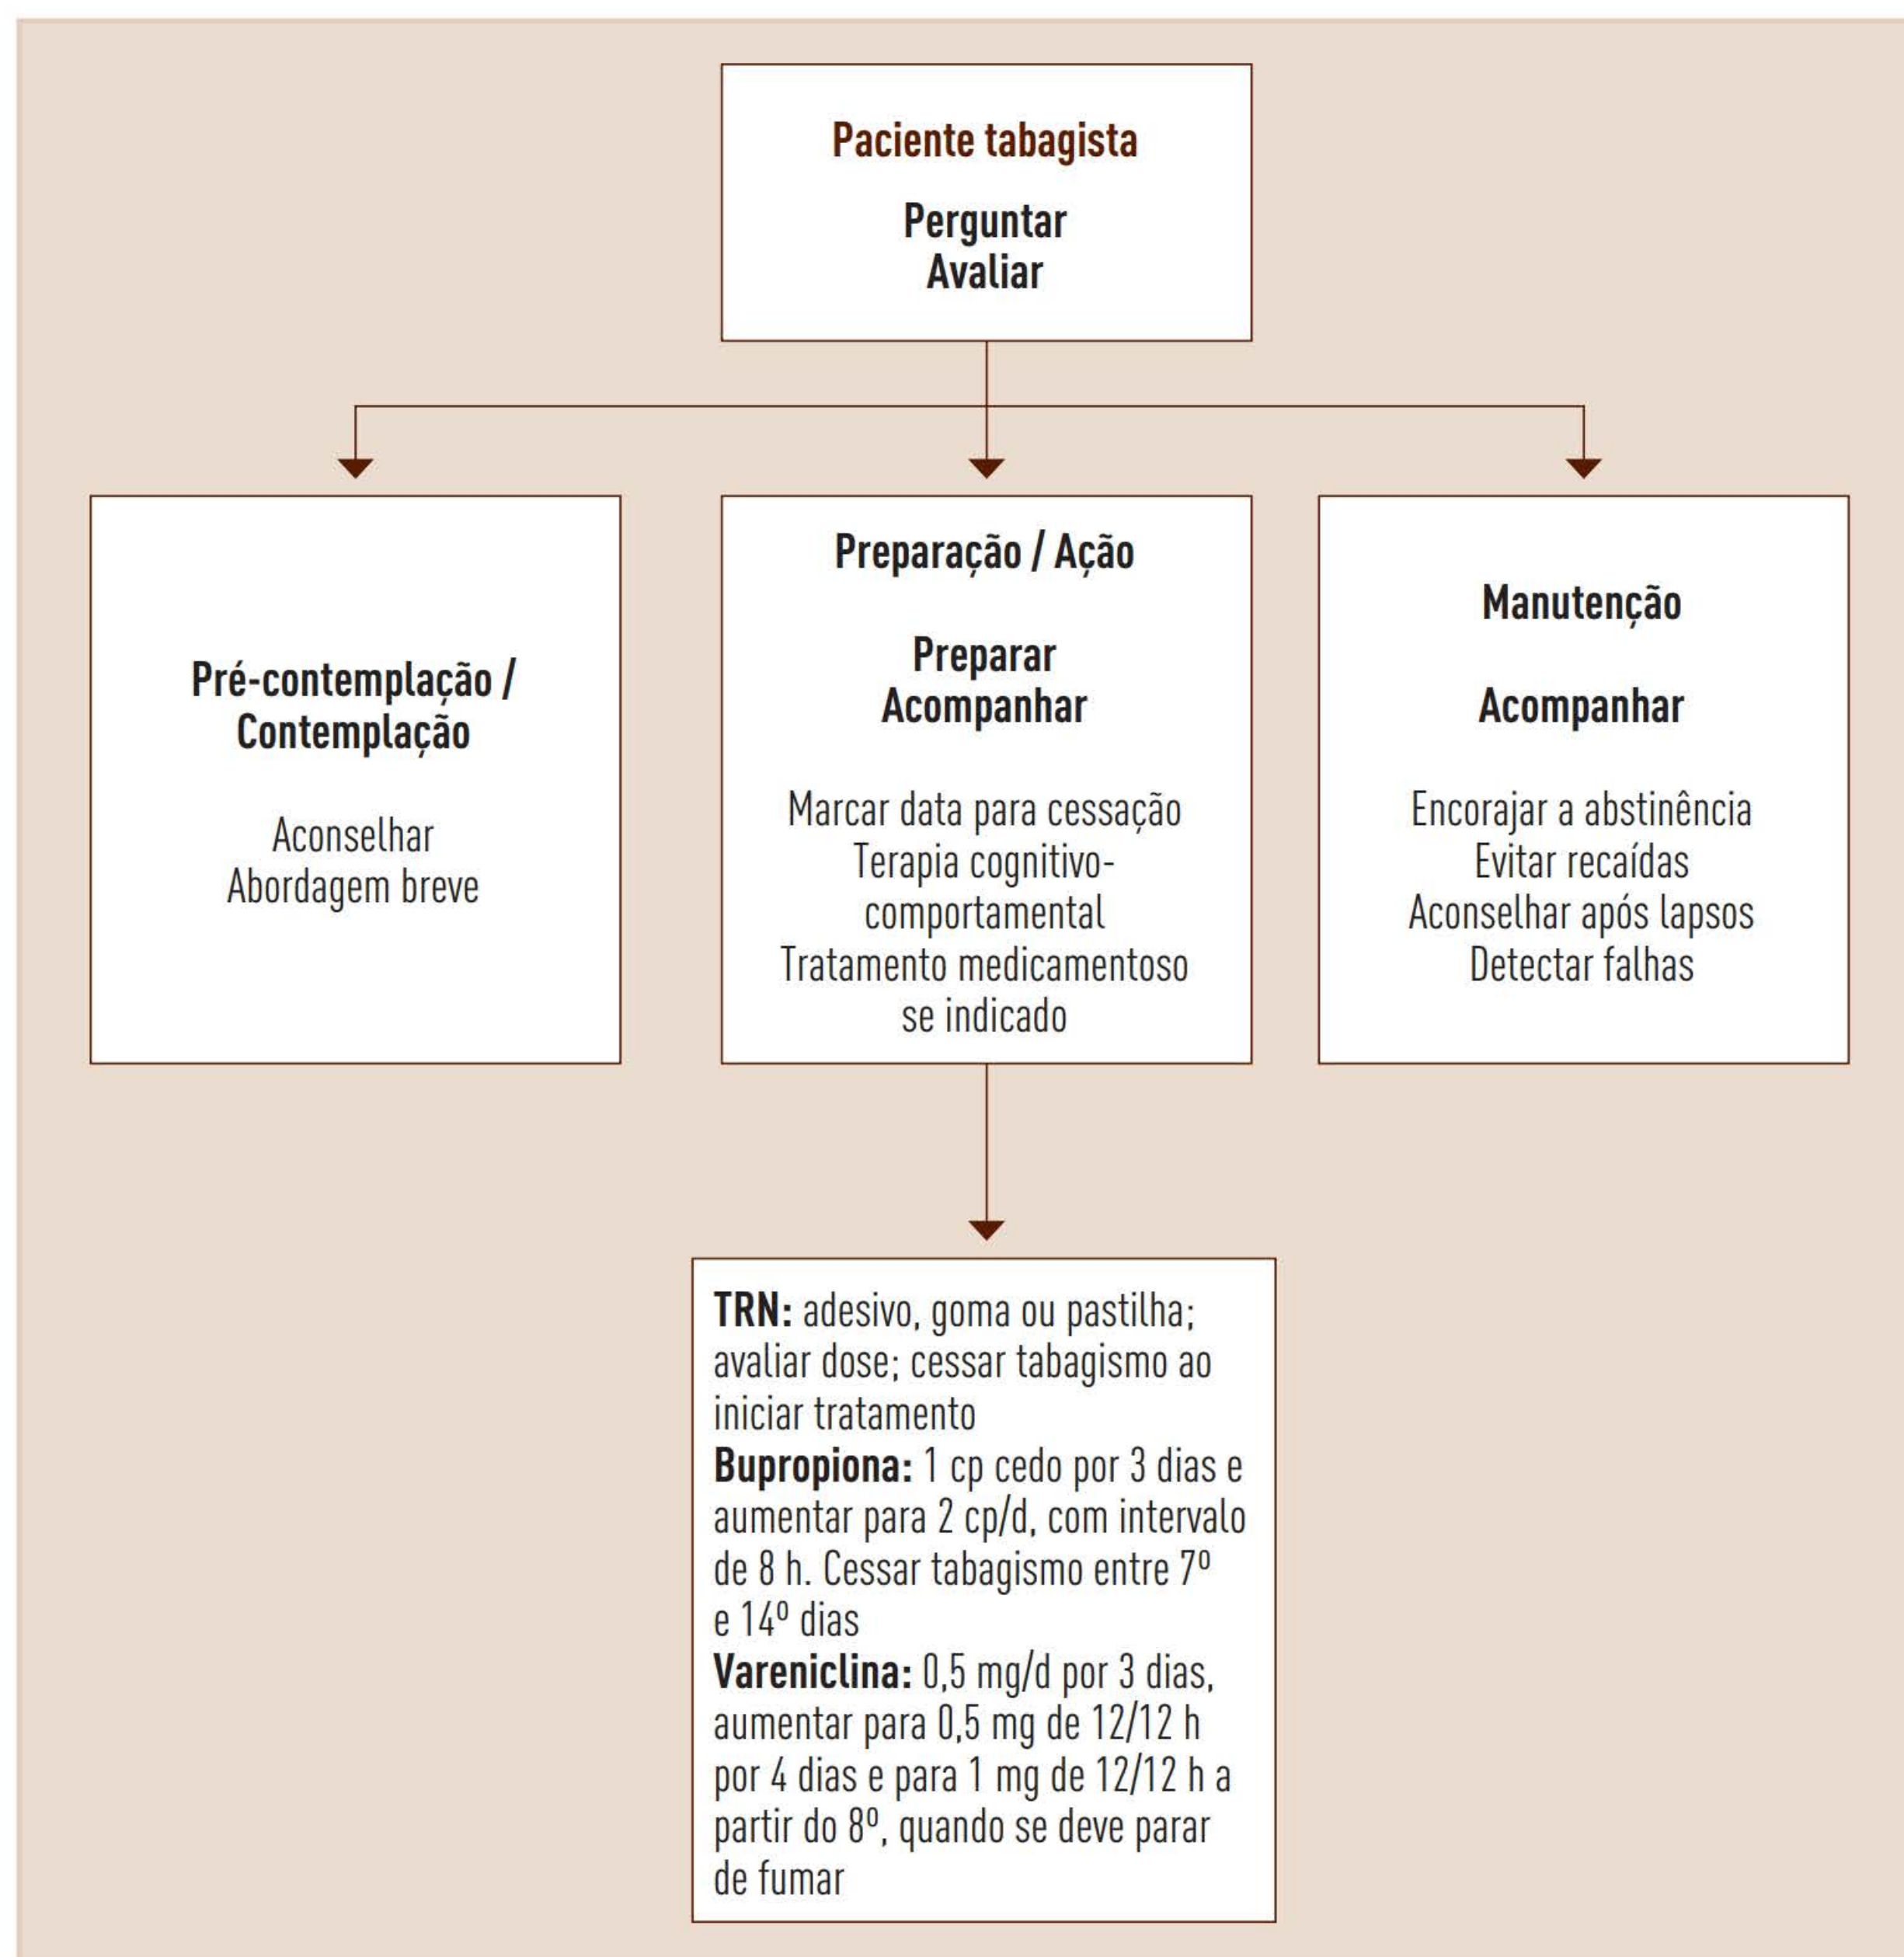 Paciente tabagista
Perguntar
Avaliar
Pré-contemplação /
Contemplação
Aconselhar
Abordagem breve
Preparação / Ação
Preparar
Acompanhar
Marcar data para cessação
Terapia cognitivo-
comportamental
Tratamento medicamentoso
se indicado
Manutenção
Acompanhar
Encorajar a abstinência
Evitar recaídas
Aconselhar após lapsos
Detectar falhas
TRN: adesivo, goma ou pastilha;
avaliar dose; cessar tabagismo ao
iniciar tratamento
Bupropiona: 1 cp cedo por 3 dias e
aumentar para 2 cp/d, com intervalo
de 8 h. Cessar tabagismo entre 7º
e 14º dias
Vareniclina: 0,5 mg/d por 3 dias,
aumentar para 0,5 mg de 12/12 h
por 4 dias e para 1 mg de 12/12 h a
partir do 8º, quando se deve parar
de fumar